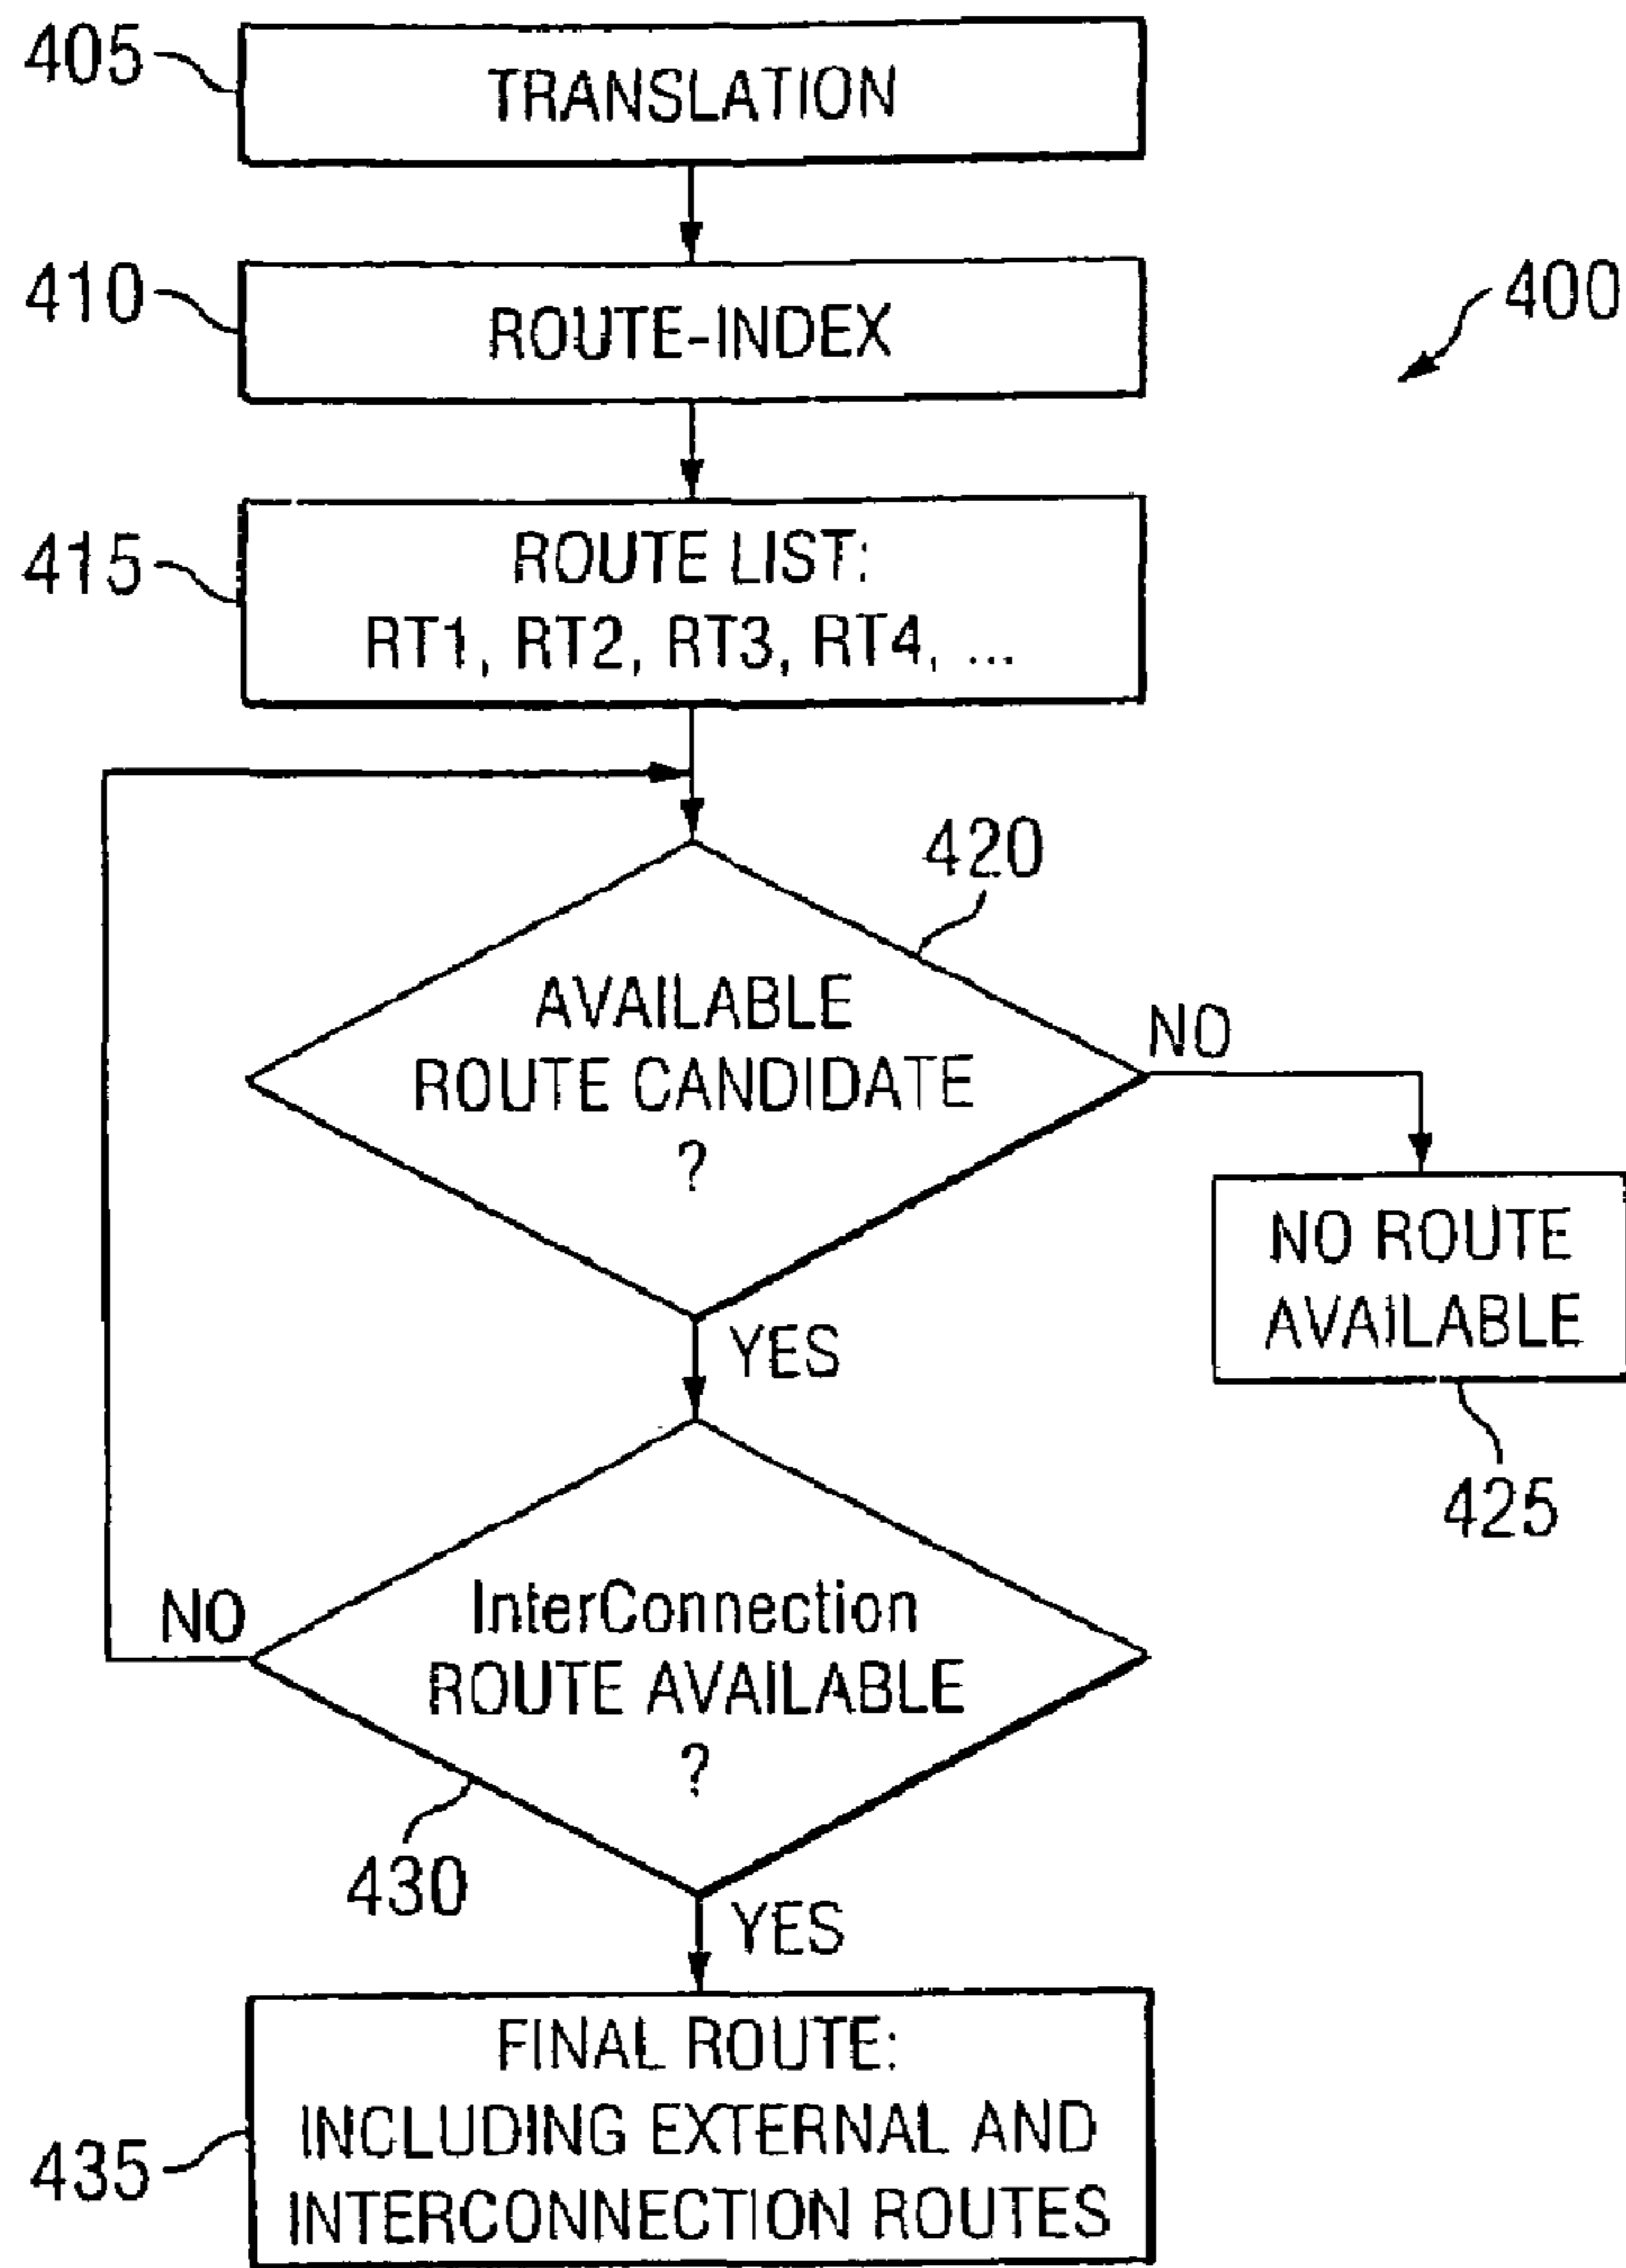 405
TRANSLATION
410
ROUTE-INDEX
400
415
ROUTE LIST:
RT1, RT2, RT3, RT4, ...
420
AVAILABLE
ROUTE CANDIDATE
?
NO
NO ROUTE
AVAILABLE
425
YES
InterConnection
ROUTE AVAILABLE
?
NO
430
YES
FINAL ROUTE:
INCLUDING EXTERNAL AND
INTERCONNECTION ROUTES
435